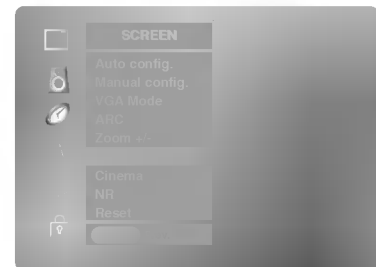 SCREEN
Auto config.
Manual config.
VGA Mode
ARC
Zoom +/-
Cinema
NR
Reset